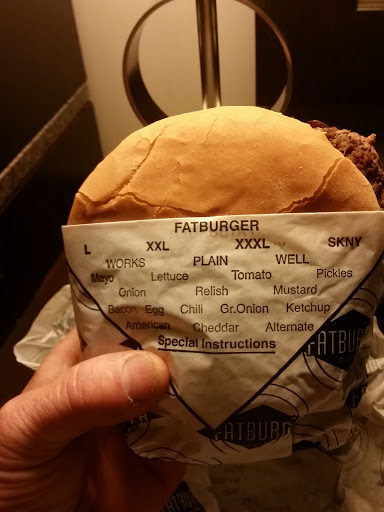 FATBURGER
L XXL XXXL SKNY
WORKS PLAIN WELL
Mayo Lettuce Tomato Pickles
Onion Relish Mustard
Bacon Egg Chili Gr.Onion Ketchup
American Cheddar Alternate
Special Instructions
FATBU
FATBURG